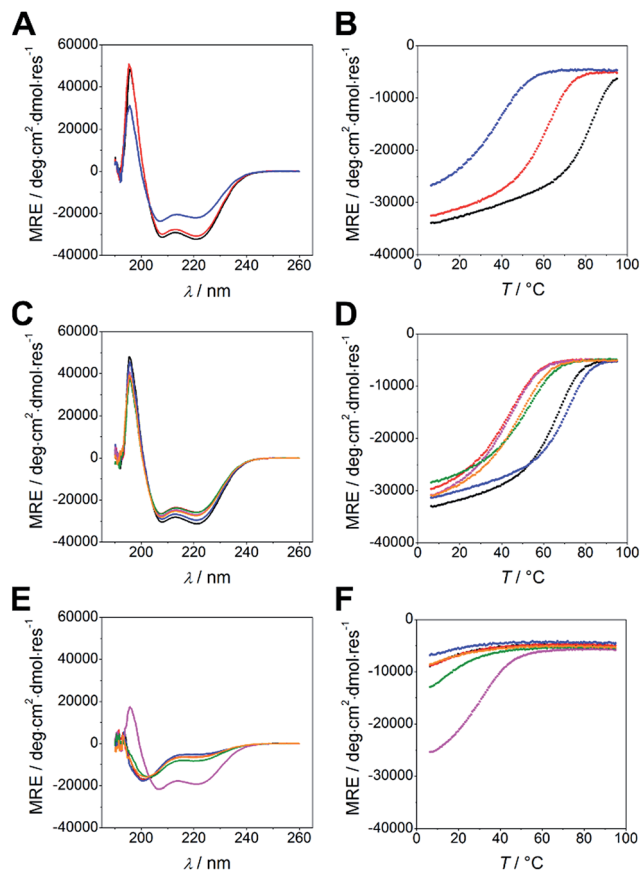 A
60000
40000
20000
0
-20000
-40000
200 220 240 260
MRE / deg·cm²·dmol·res⁻¹
λ / nm
B
0
-10000
-20000
-30000
-40000
0 20 40 60 80 100
MRE / deg·cm²·dmol·res⁻¹
T / °C
C
60000
40000
20000
0
-20000
-40000
200 220 240 260
MRE / deg·cm²·dmol·res⁻¹
λ / nm
D
0
-10000
-20000
-30000
-40000
0 20 40 60 80 100
MRE / deg·cm²·dmol·res⁻¹
T / °C
E
60000
40000
20000
0
-20000
-40000
200 220 240 260
MRE / deg·cm²·dmol·res⁻¹
λ / nm
F
0
-10000
-20000
-30000
-40000
0 20 40 60 80 100
MRE / deg·cm²·dmol·res⁻¹
T / °C